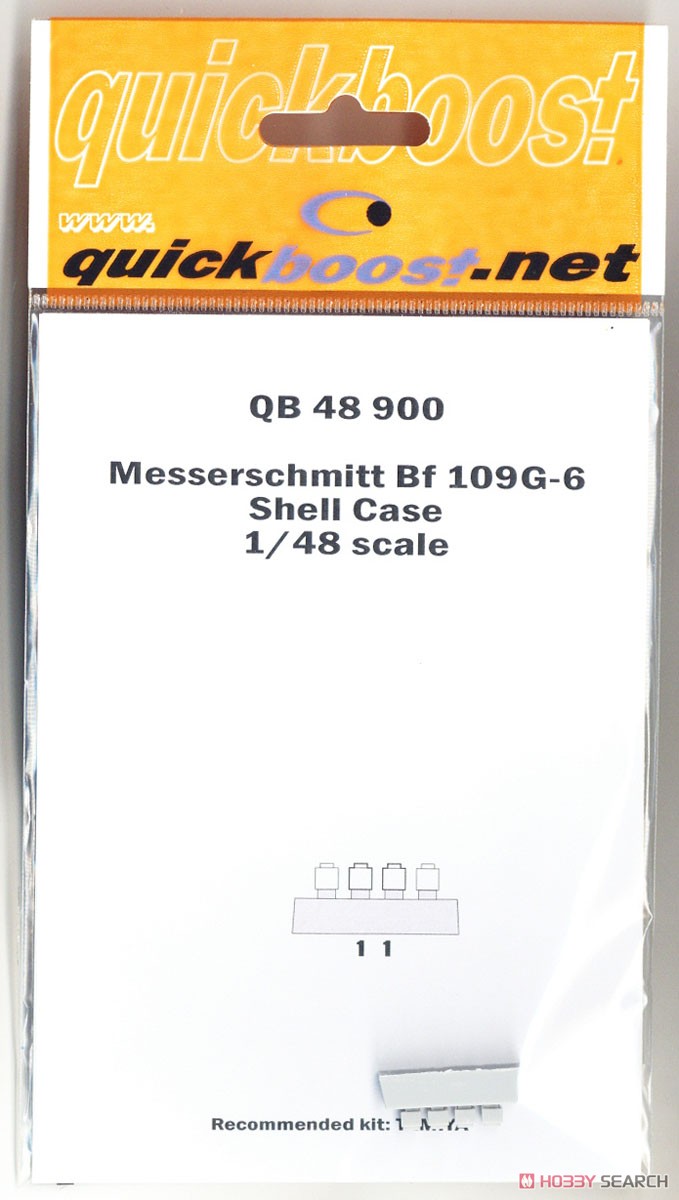 quickboost
www.
quickboost.net
QB 48 900
Messerschmitt Bf 109G-6
Shell Case
1/48 scale
1 1
Recommended kit:
HOBBY SEARCH